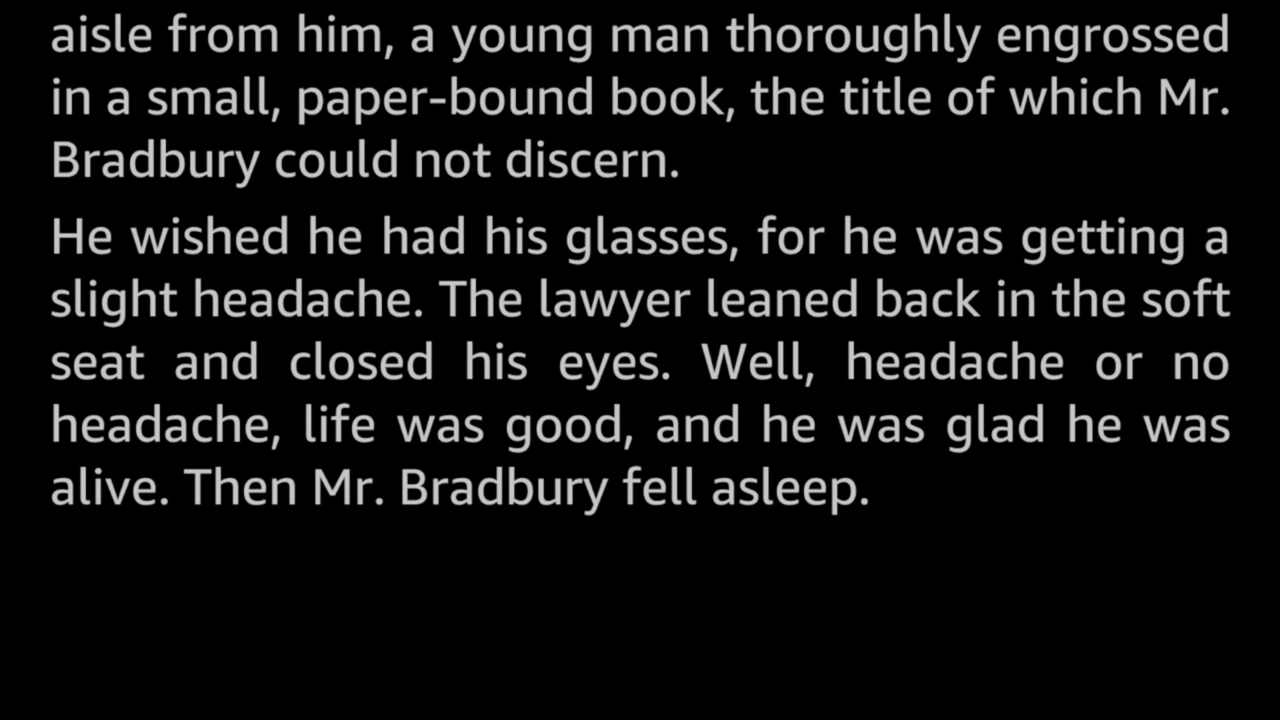 aisle from him, a young man thoroughly engrossed
in a small, paper-bound book, the title of which Mr.
Bradbury could not discern.
He wished he had his glasses, for he was getting a
slight headache. The lawyer leaned back in the soft
seat and closed his eyes. Well, headache or no
headache, life was good, and he was glad he was
alive. Then Mr. Bradbury fell asleep.